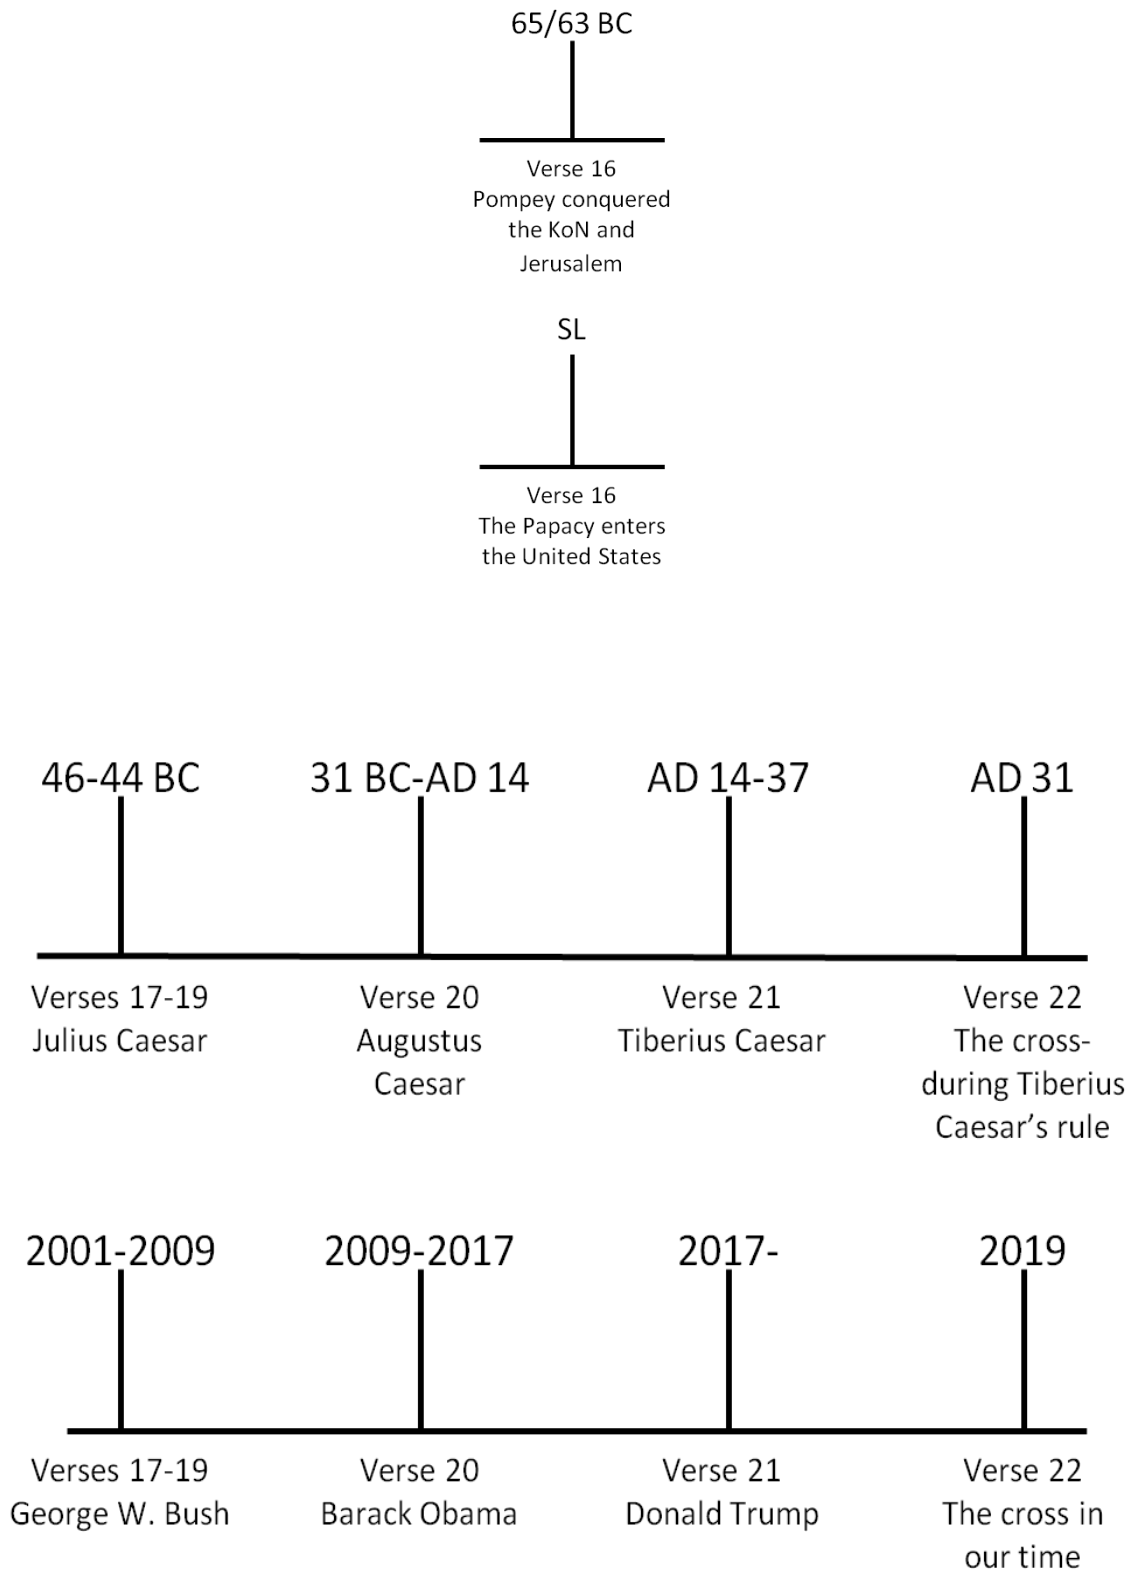 65/63 BC
Verse 16
Pompey conquered
the KoN and
Jerusalem
SL
Verse 16
The Papacy enters
the United States
46-44 BC
31 BC-AD 14
AD 14-37
AD 31
Verses 17-19
Julius Caesar
Verse 20
Augustus
Caesar
Verse 21
Tiberius Caesar
Verse 22
The cross-
during Tiberius
Caesar’s rule
2001-2009
2009-2017
2017-
2019
Verses 17-19
George W. Bush
Verse 20
Barack Obama
Verse 21
Donald Trump
Verse 22
The cross in
our time